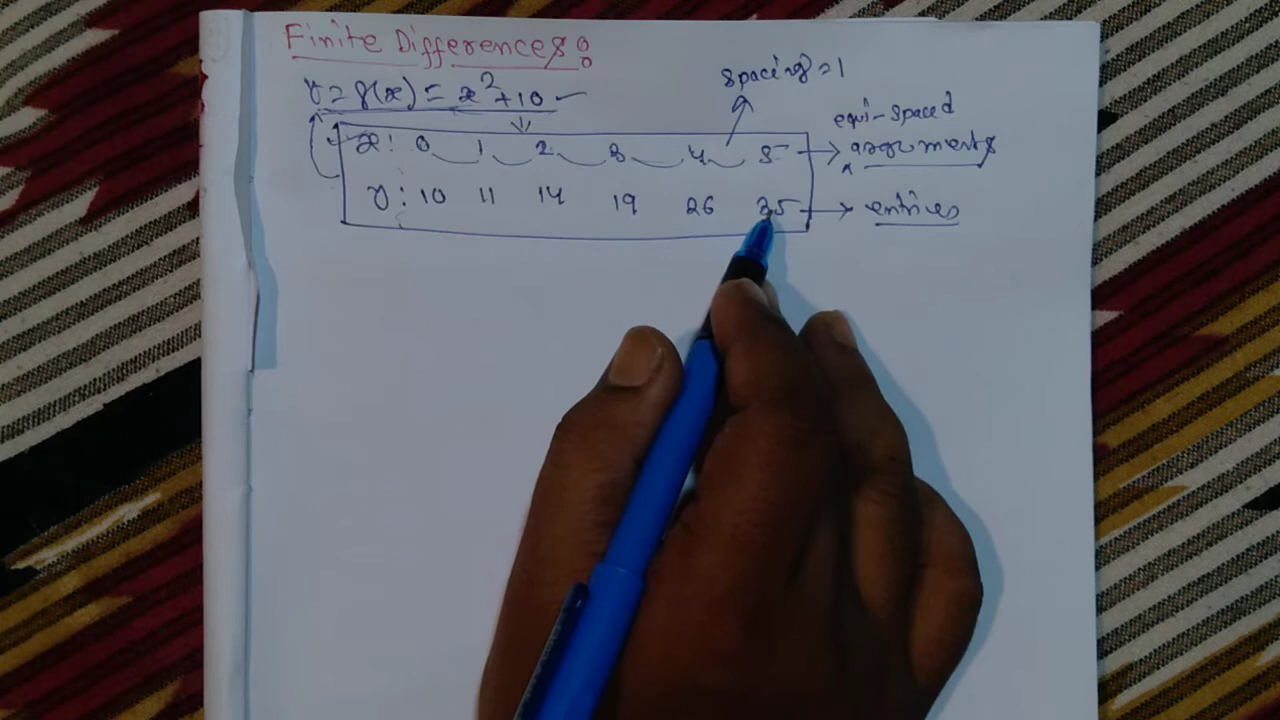 Finite Differences:
y = f(x) = x²+10
spacing = 1
equi-spaced
x: 0 1 2 3 4 5 → arguments
y: 10 11 14 19 26 35 → entries